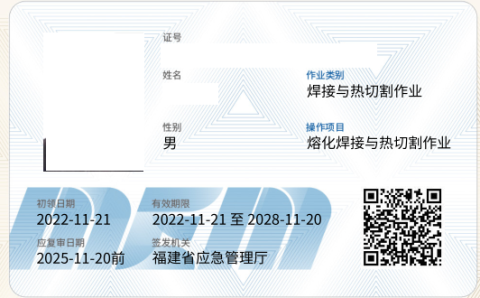 证号
姓名
作业类别
焊接与热切割作业
性别
操作项目
男
熔化焊接与热切割作业
初领日期
有效期限
2022-11-21
2022-11-21 至 2028-11-20
应复审日期
签发机关
2025-11-20前
福建省应急管理厅